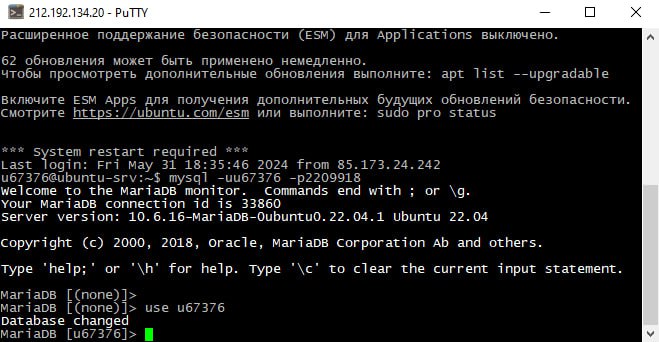 212.192.134.20 - PuTTY
Расширенное поддержание безопасности (ESM) для Applications выключено.
62 обновления может быть применено немедленно.
Чтобы просмотреть дополнительные обновления выполните: apt list --upgradable
Включите ESM Apps для получения дополнительных будущих обновлений безопасности.
Смотрите https://ubuntu.com/esm или выполните: sudo pro status
*** System restart required ***
Last login: Fri May 31 18:35:46 2024 from 85.173.24.242
u67376@ubuntu-srv:~$ mysql -uu67376 -p2209918
Welcome to the MariaDB monitor.  Commands end with ; or \g.
Your MariaDB connection id is 33860
Server version: 10.6.16-MariaDB-0ubuntu0.22.04.1 Ubuntu 22.04
Copyright (c) 2000, 2018, Oracle, MariaDB Corporation Ab and others.
Type 'help;' or '\h' for help. Type '\c' to clear the current input statement.
MariaDB [(none)]>
MariaDB [(none)]> use u67376
Database changed
MariaDB [u67376]>